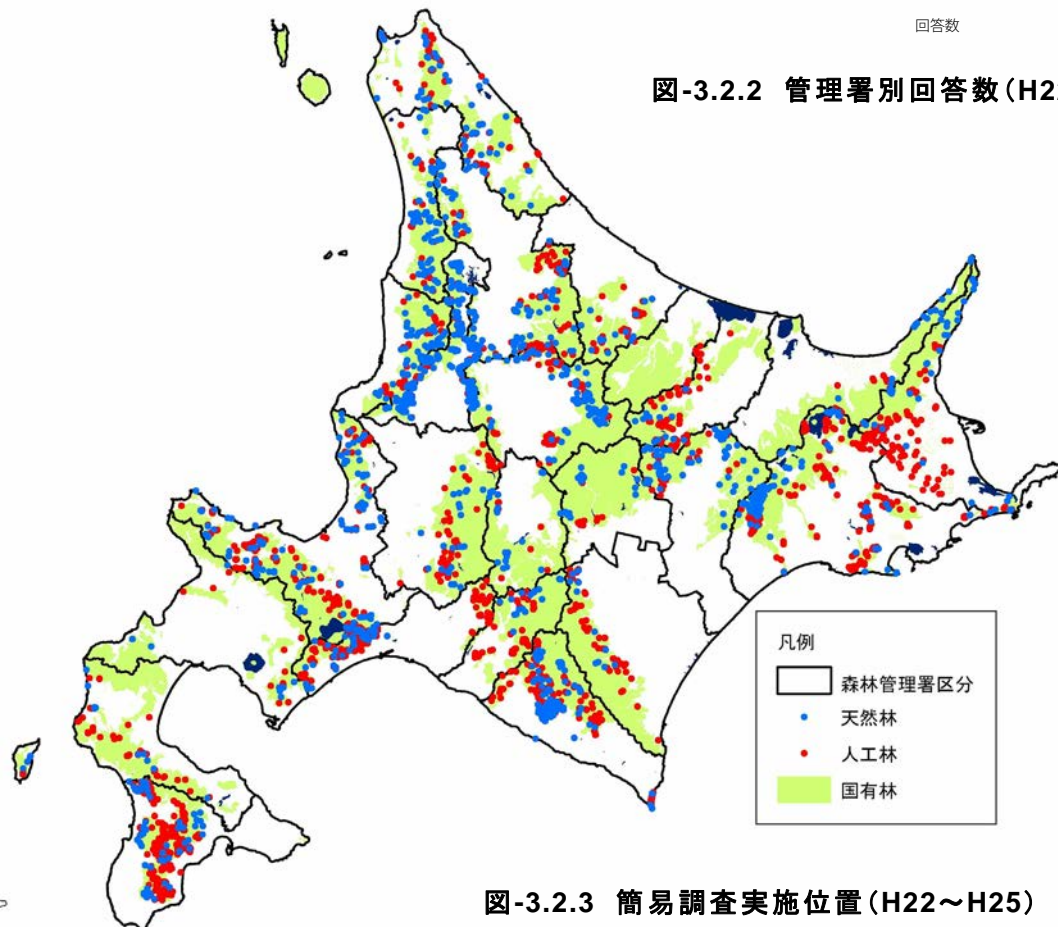 回答数
図-3.2.2 管理署別回答数(H2
凡例
森林管理署区分
天然林
人工林
国有林
図-3.2.3 簡易調査実施位置(H22～H25)